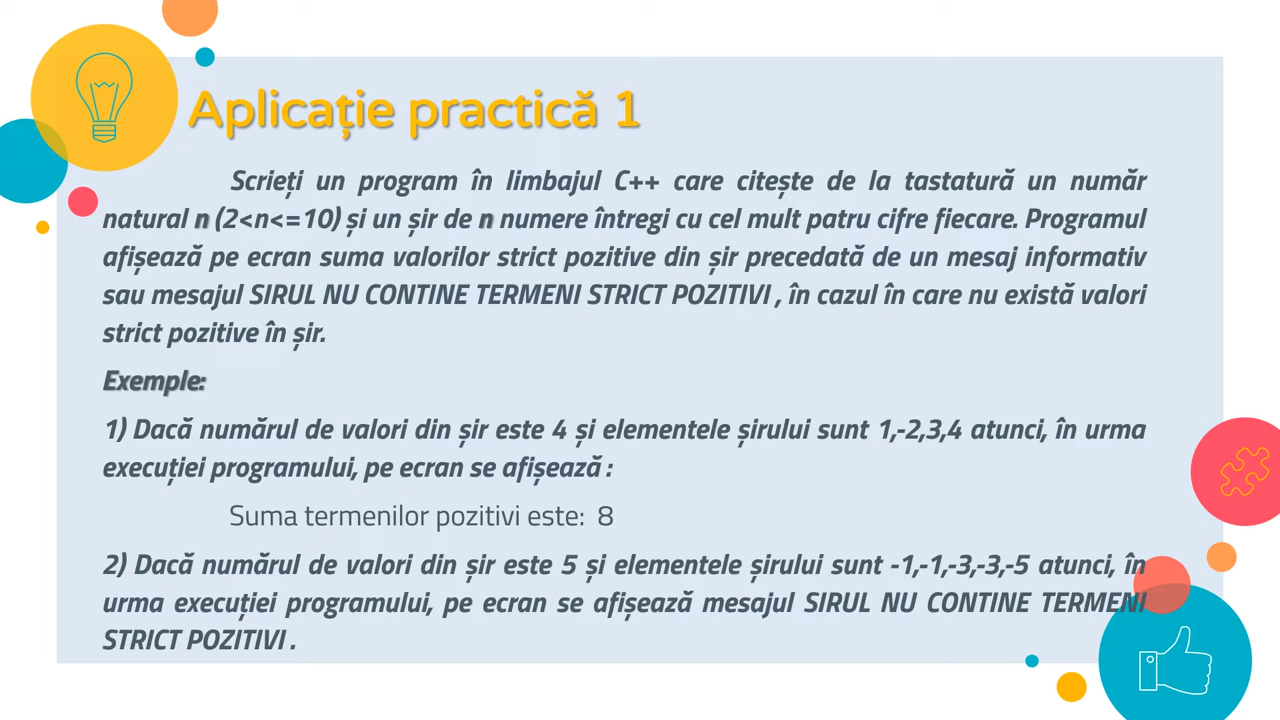 Aplicație practică 1
Scrieți un program în limbajul C++ care citește de la tastatură un număr
natural n (2<n<=10) și un șir de n numere întregi cu cel mult patru cifre fiecare. Programul
afișează pe ecran suma valorilor strict pozitive din șir precedată de un mesaj informativ
sau mesajul SIRUL NU CONTINE TERMENI STRICT POZITIVI , în cazul în care nu există valori
strict pozitive în șir.
Exemple:
1) Dacă numărul de valori din șir este 4 și elementele șirului sunt 1,-2,3,4 atunci, în urma
execuției programului, pe ecran se afișează :
Suma termenilor pozitivi este: 8
2) Dacă numărul de valori din șir este 5 și elementele șirului sunt -1,-1,-3,-3,-5 atunci, în
urma execuției programului, pe ecran se afișează mesajul SIRUL NU CONTINE TERMENI
STRICT POZITIVI .